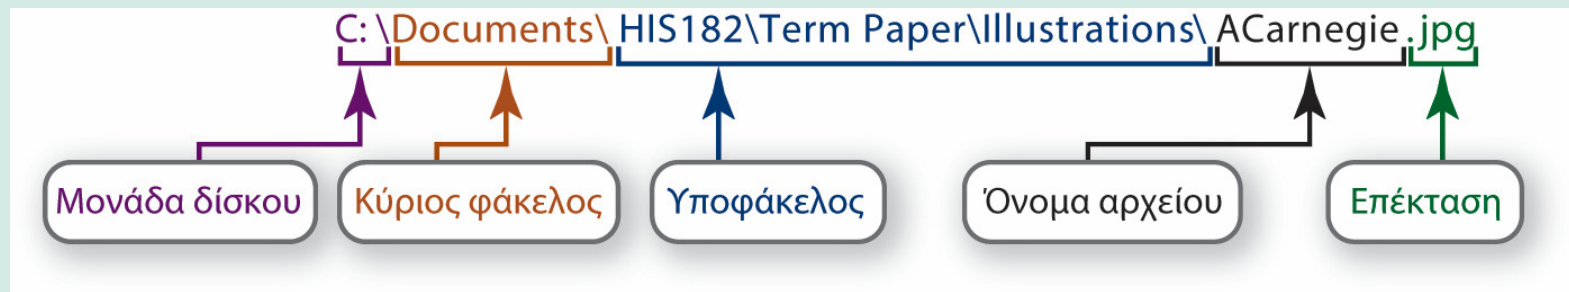 C: \Documents\ HIS182\Term Paper\Illustrations\ ACarnegie.jpg
Μονάδα δίσκου Κύριος φάκελος Υποφάκελος Όνομα αρχείου Επέκταση